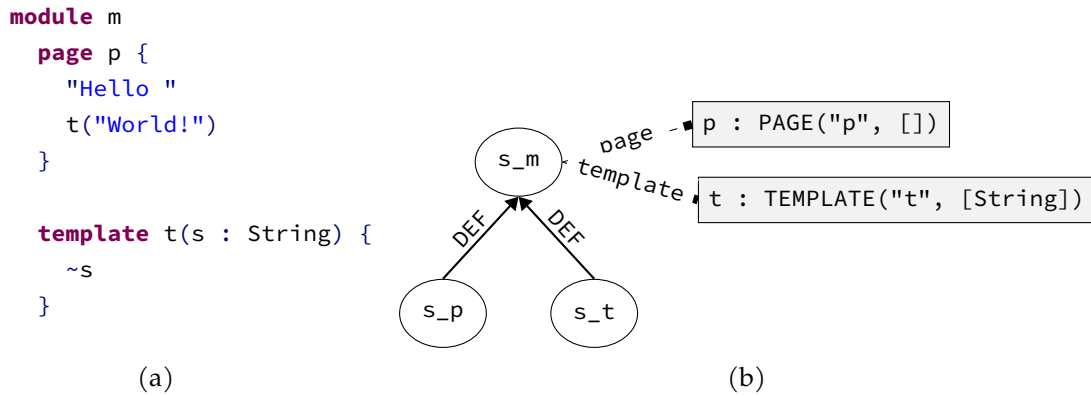 module m
  page p {
    "Hello "
    t("World!")
  }

  template t(s : String) {
    ~s
  }
(a)
s_m
page
p : PAGE("p", [])
template
t : TEMPLATE("t", [String])
DEF
DEF
s_p
s_t
(b)